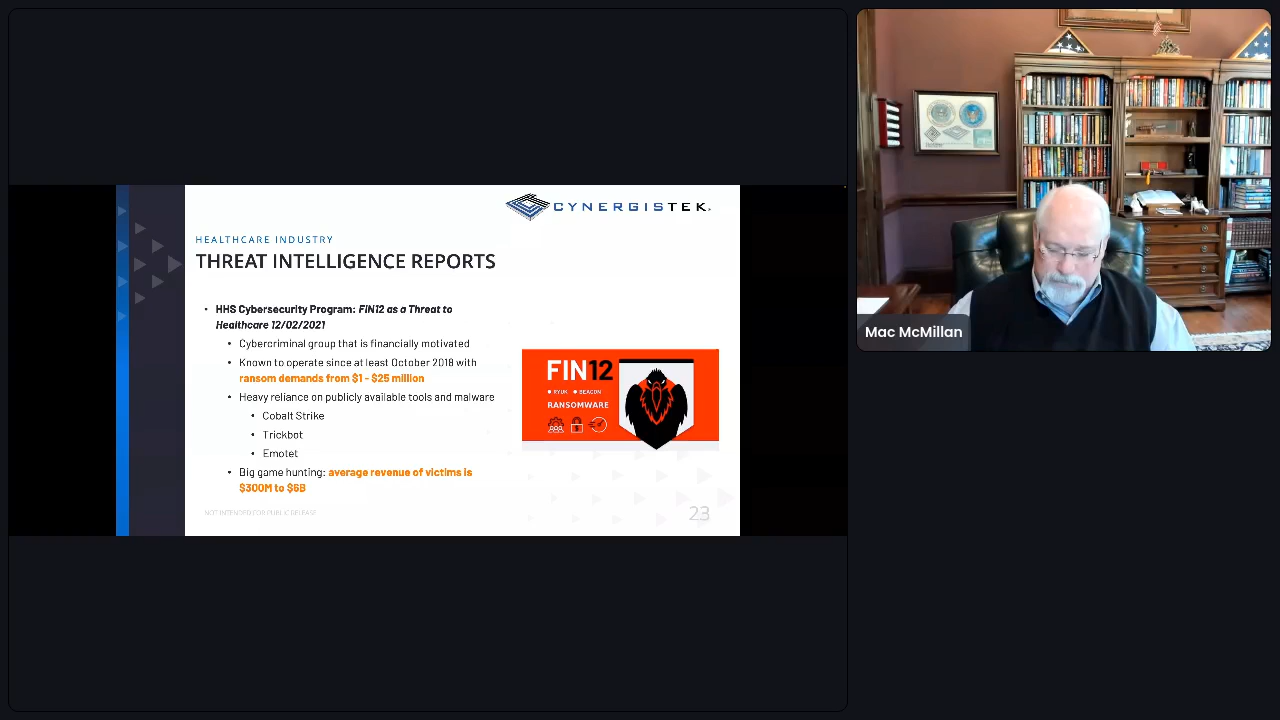 CYNERGISTEK
HEALTHCARE INDUSTRY
THREAT INTELLIGENCE REPORTS
• HHS Cybersecurity Program: FIN12 as a Threat to
Healthcare 12/02/2021
• Cybercriminal group that is financially motivated
• Known to operate since at least October 2018 with
ransom demands from $1 - $25 million
• Heavy reliance on publicly available tools and malware
• Cobalt Strike
• Trickbot
• Emotet
• Big game hunting: average revenue of victims is
$300M to $6B
FIN12
RYUK BEACON
RANSOMWARE
NOT INTENDED FOR PUBLIC RELEASE
23
Mac McMillan